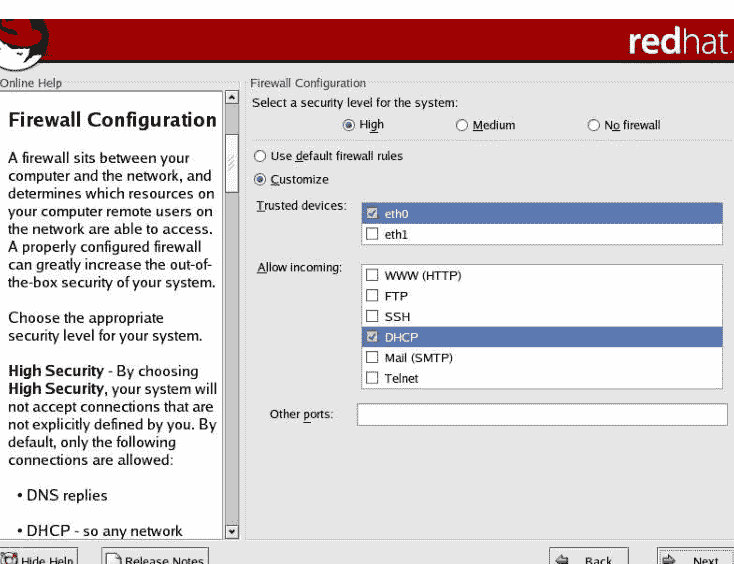 redhat.
Online Help
Firewall Configuration
A firewall sits between your
computer and the network, and
determines which resources on
your computer remote users on
the network are able to access.
A properly configured firewall
can greatly increase the out-of-
the-box security of your system.
Choose the appropriate
security level for your system.
High Security - By choosing
High Security, your system will
not accept connections that are
not explicitly defined by you. By
default, only the following
connections are allowed:
• DNS replies
• DHCP - so any network
Firewall Configuration
Select a security level for the system:
High
Medium
No firewall
Use default firewall rules
Customize
Trusted devices:
eth0
eth1
Allow incoming:
WWW (HTTP)
FTP
SSH
DHCP
Mail (SMTP)
Telnet
Other ports:
Hide Help
Release Notes
Back
Next